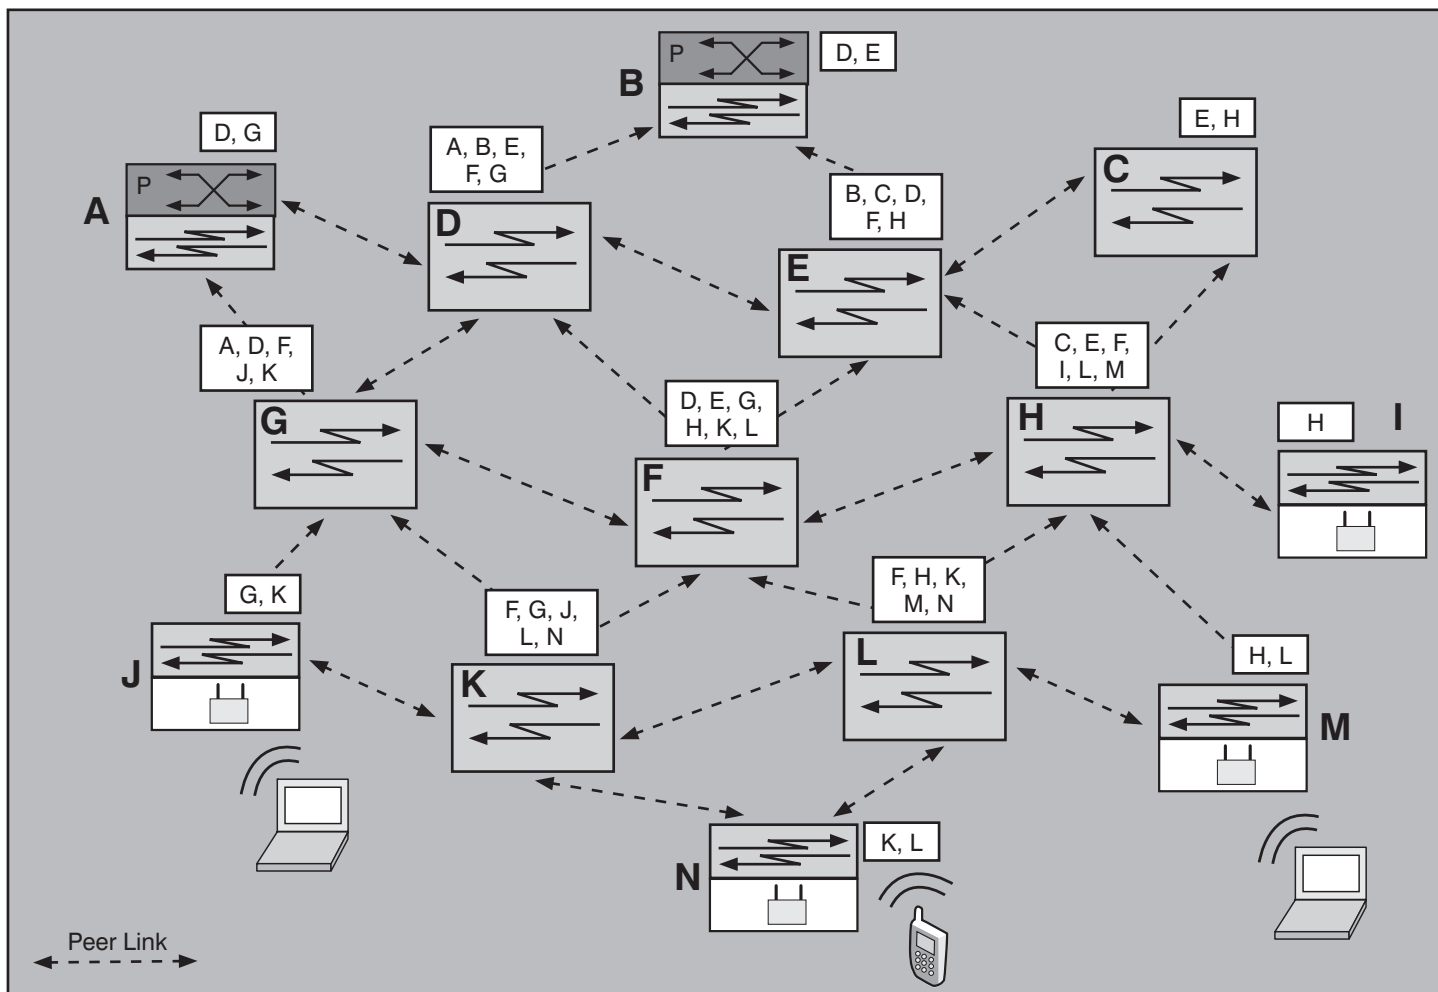 P
D, E
B
D, G
A, B, E,
F, G
E, H
P
A
D
B, C, D,
F, H
C
E
A, D, F,
J, K
C, E, F,
I, L, M
D, E, G,
H, K, L
G
H
H
I
F
G, K
F, G, J,
L, N
F, H, K,
M, N
J
K
L
H, L
M
N
K, L
Peer Link